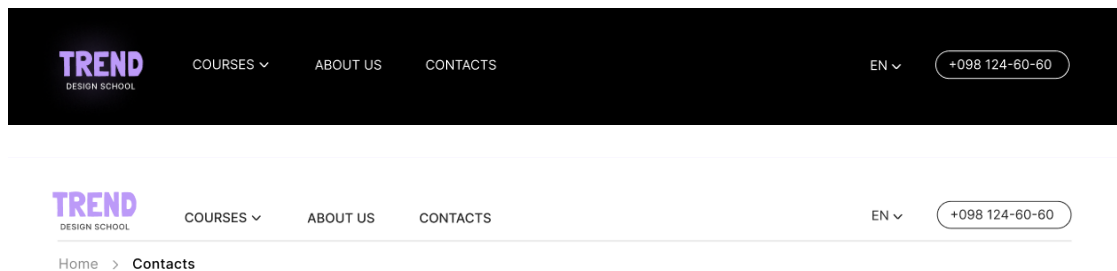 TREND COURSES ABOUT US CONTACTS EN +098 124-60-60
DESIGN SCHOOL
TREND COURSES ABOUT US CONTACTS EN +098 124-60-60
DESIGN SCHOOL
Home > Contacts